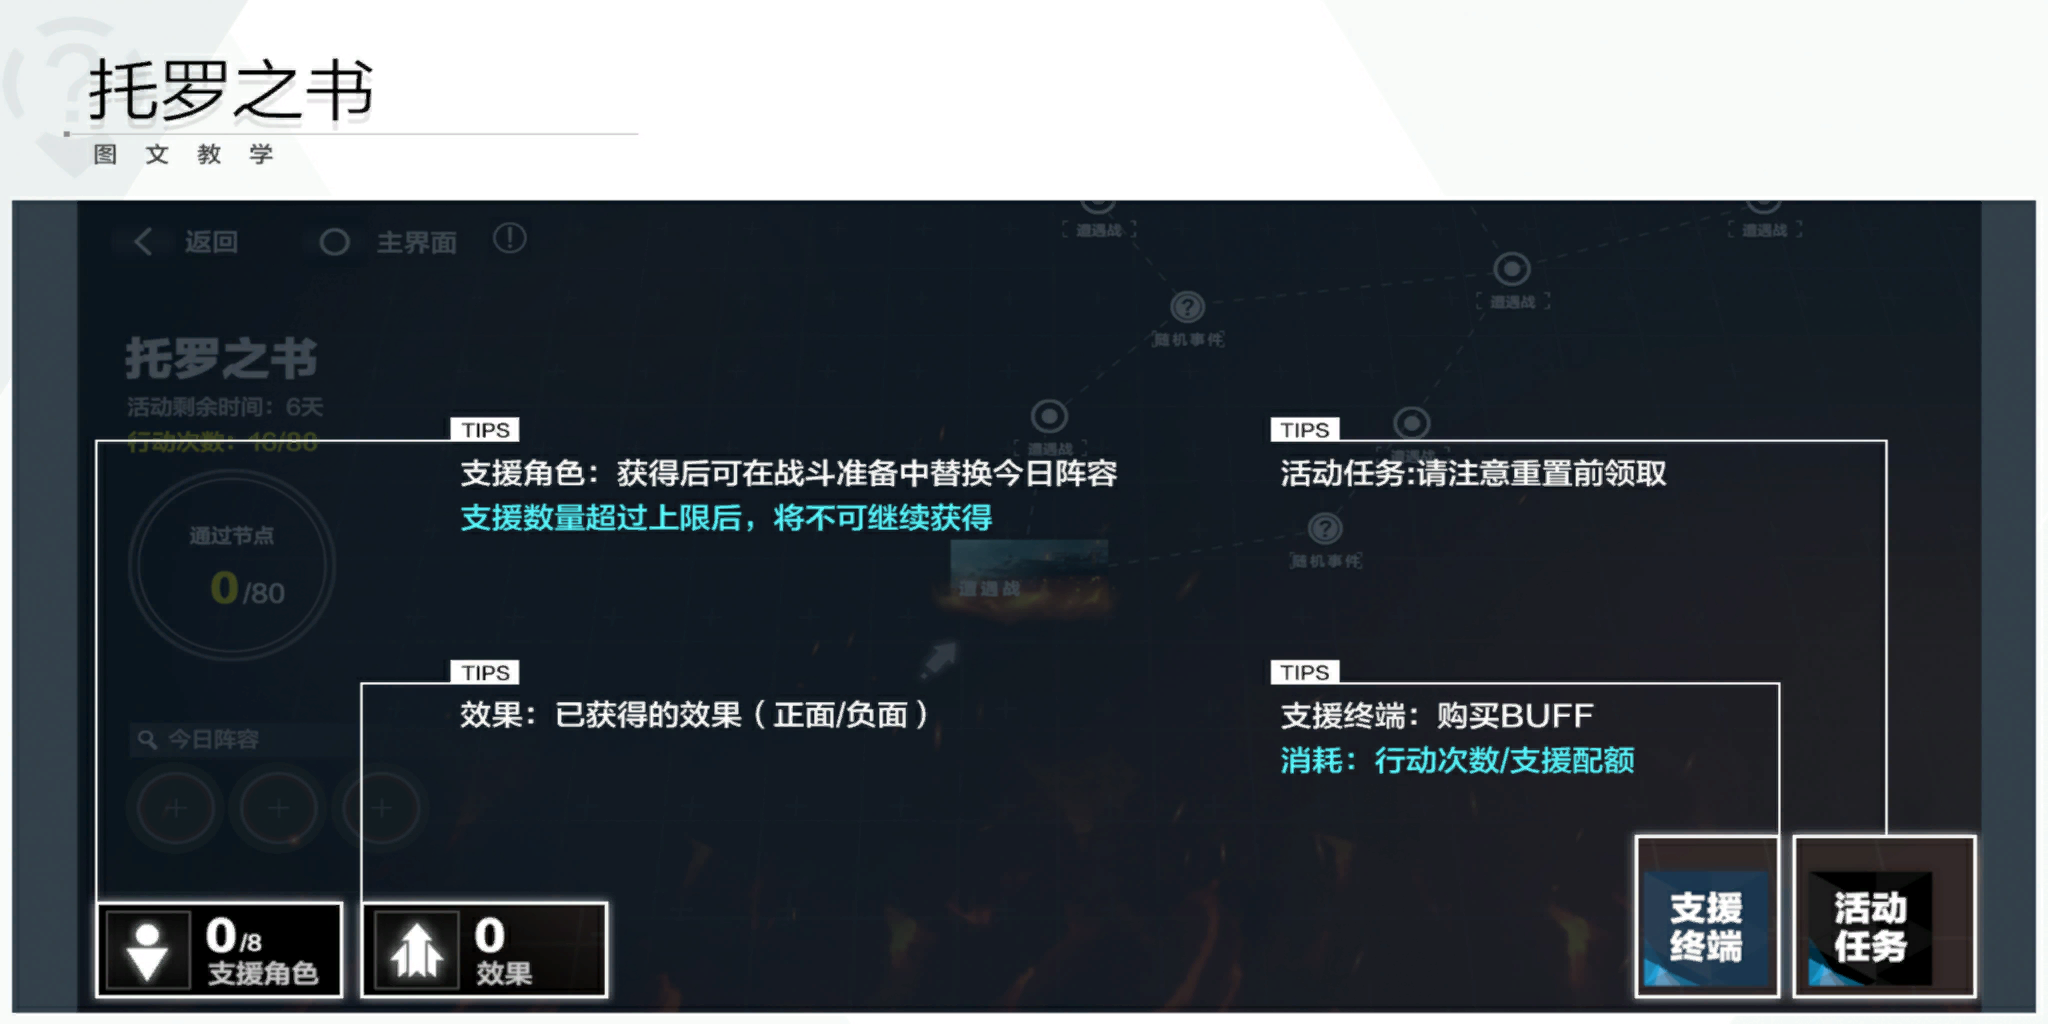 托罗之书
图文教学
返回
主界面
遭遇战
遭遇战
遭遇战
随机事件
托罗之书
活动剩余时间：6天
行动次数：16/80
TIPS
支援角色：获得后可在战斗准备中替换今日阵容
支援数量超过上限后，将不可继续获得
TIPS
活动任务:请注意重置前领取
遭遇战
遭遇战
通过节点
0/80
随机事件
遭遇战
TIPS
效果：已获得的效果（正面/负面）
TIPS
支援终端：购买BUFF
消耗：行动次数/支援配额
今日阵容
0/8
支援角色
0
效果
支援
终端
活动
任务